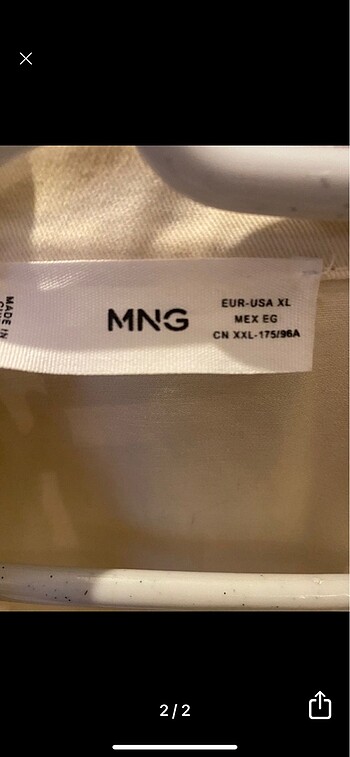 MADE IN
MNG
EUR-USA XL
MEX EG
CN XXL-175/96A
2/2